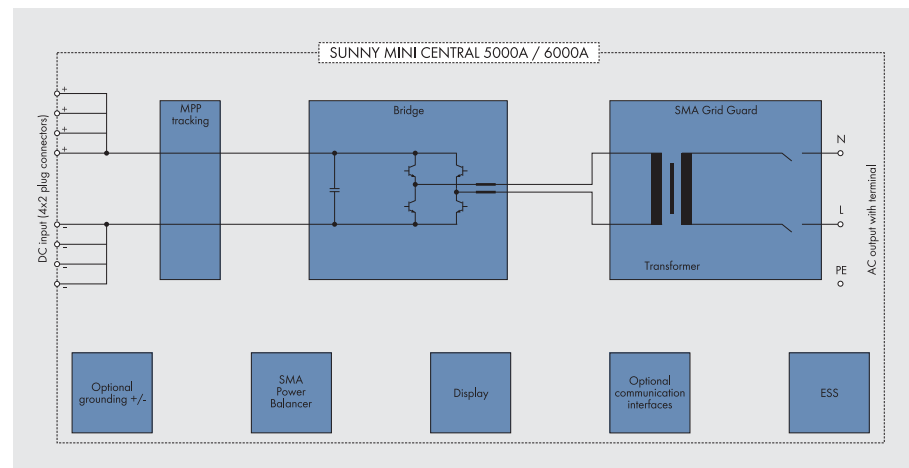 SUNNY MINI CENTRAL 5000A / 6000A
DC input (4x2 plug connectors)
+
+
+
+
-
-
-
-
MPP
tracking
Bridge
SMA Grid Guard
Transformer
N
L
PE
AC output with terminal
Optional
grounding +/-
SMA
Power
Balancer
Display
Optional
communication
interfaces
ESS